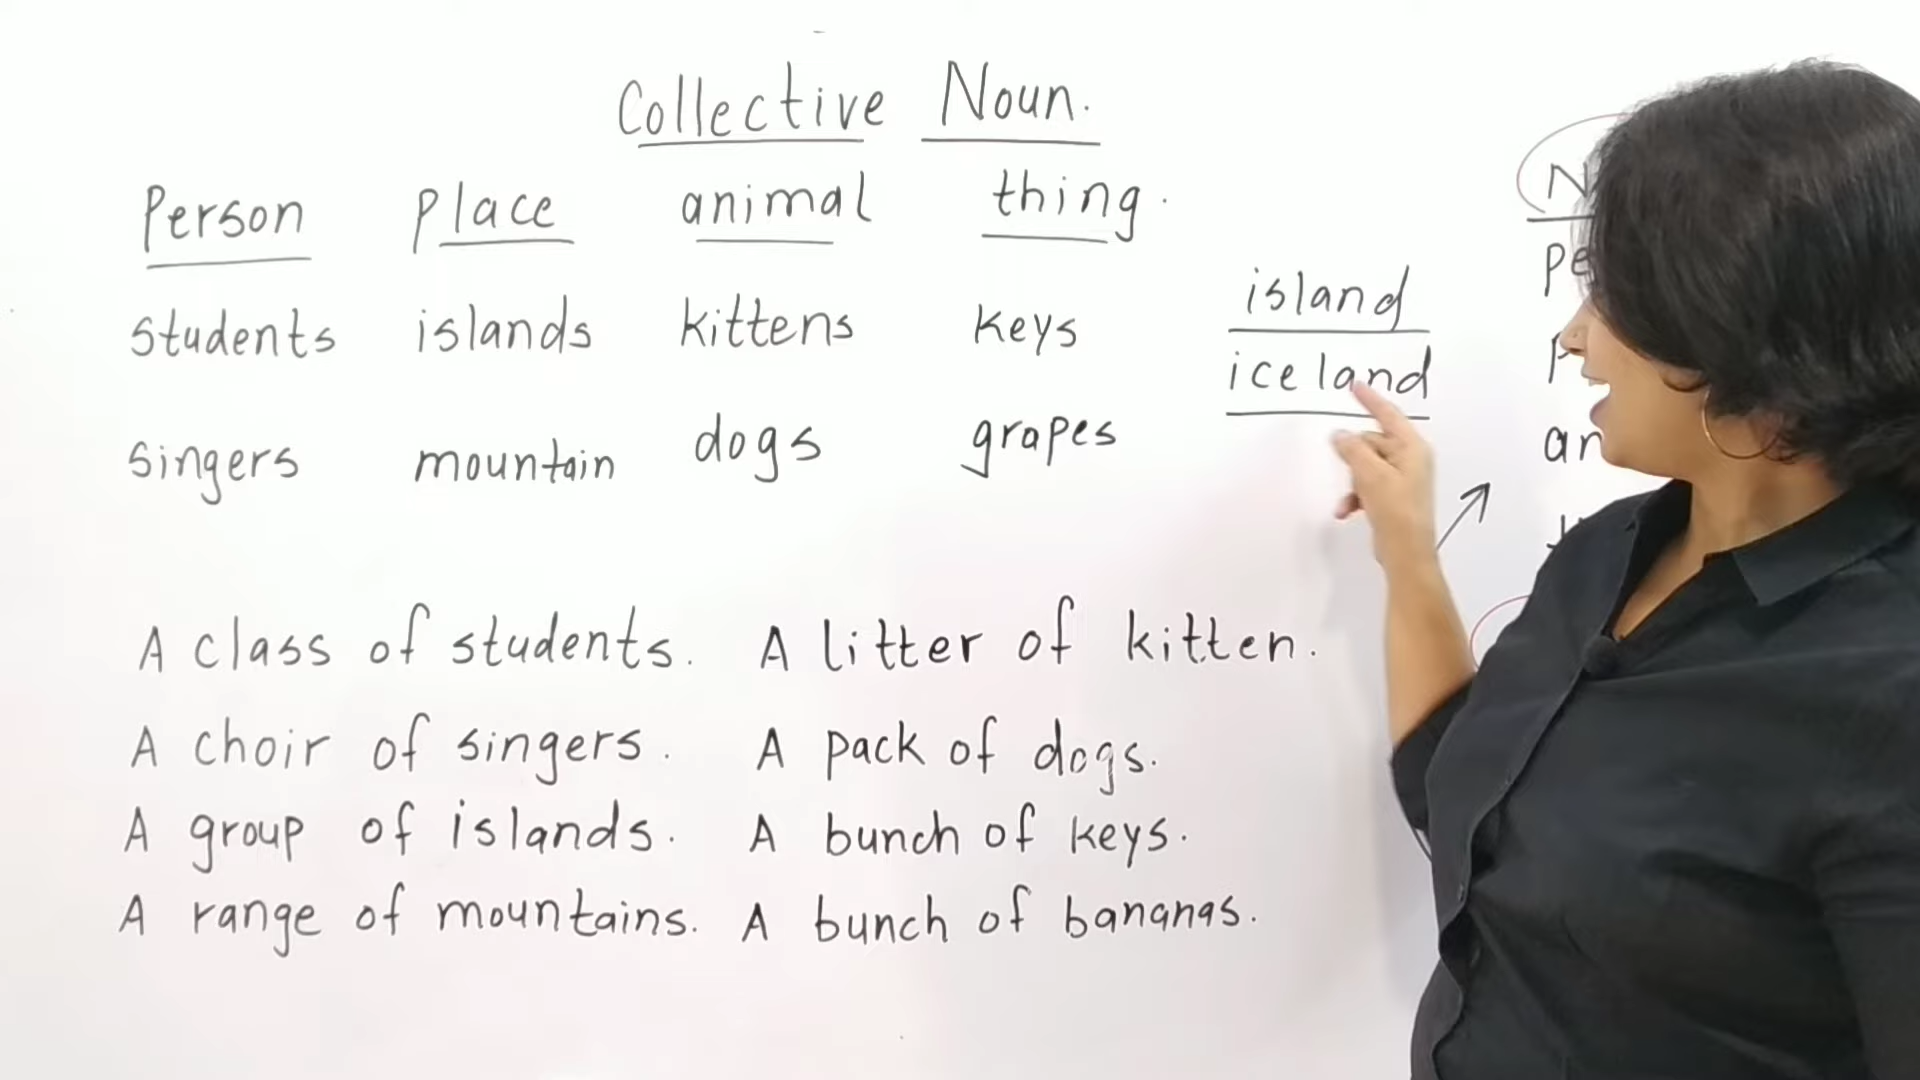 Collective Noun.
Person place animal thing.
students islands kittens keys
singers mountain dogs grapes
island
iceland
A class of students. A litter of kitten.
A choir of singers. A pack of dogs.
A group of islands. A bunch of keys.
A range of mountains. A bunch of bananas.